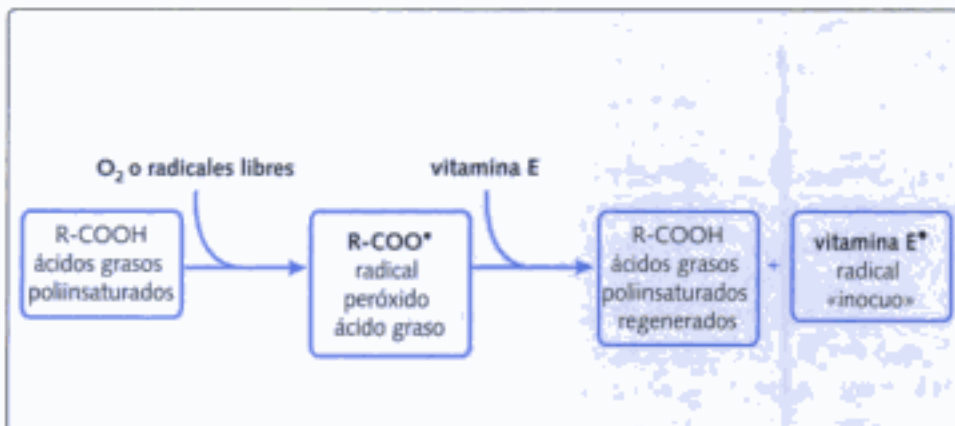 O₂ o radicales libres
vitamina E
R-COOH
ácidos grasos
poliinsaturados
R-COO•
radical
peróxido
ácido graso
R-COOH
ácidos grasos
poliinsaturados
regenerados
+
vitamina E•
radical
«inocuo»